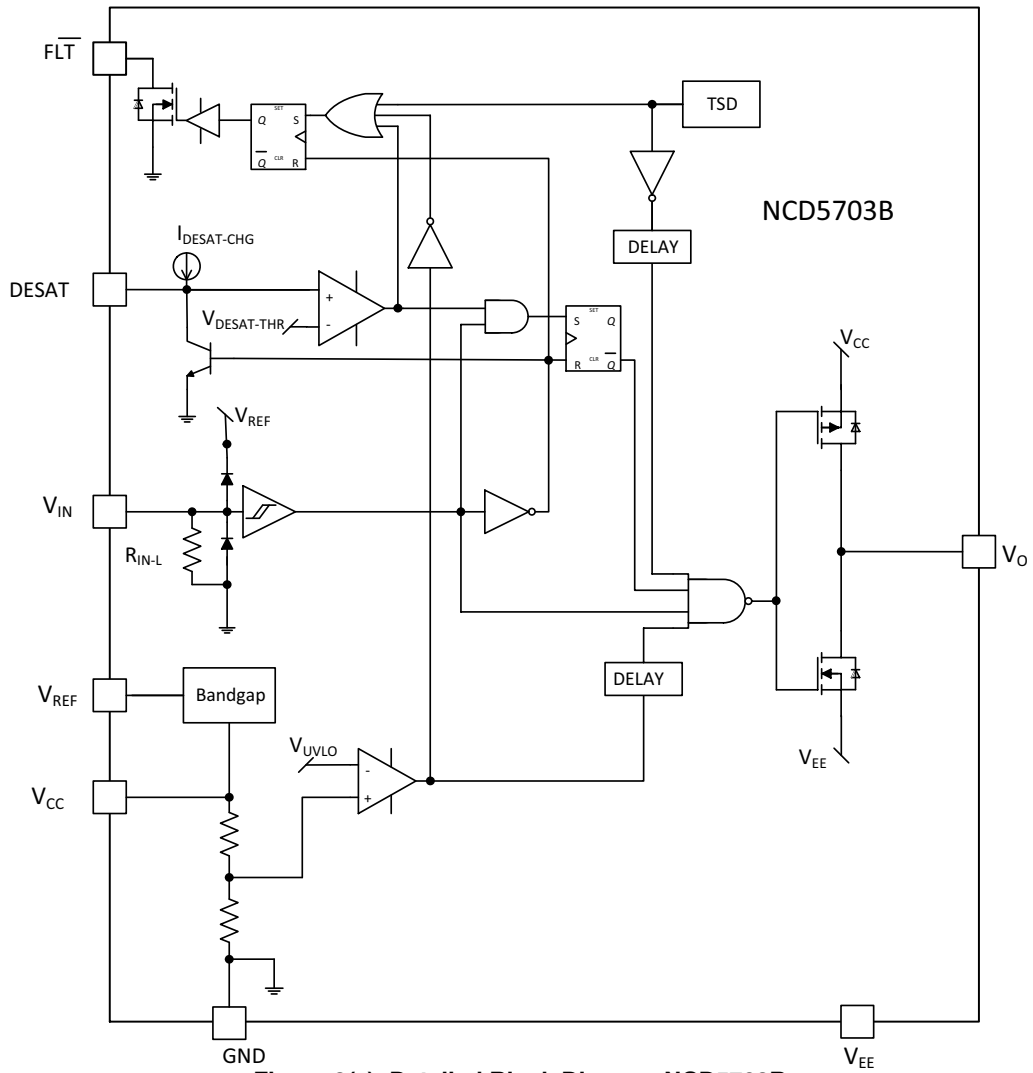 FLT
TSD
SET
Q S
Q CLR R
NCD5703B
DELAY
IDESAT-CHG
DESAT
+
VDESAT-THR
-
SET
S Q
R CLR Q
VCC
VREF
VIN
RIN-L
VO
VREF
Bandgap
DELAY
VUVLO
-
+
VEE
VCC
GND
VEE